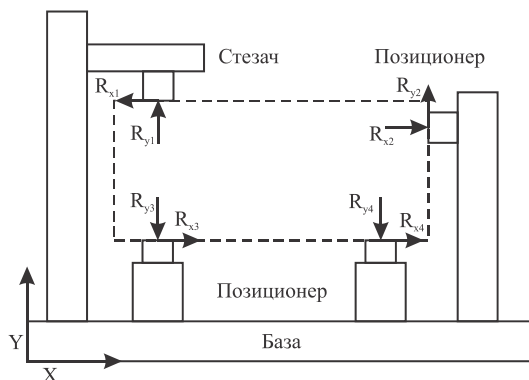 Стезач
Позиционер
Rx1
Ry2
Ry1
Rx2
Ry3
Rx3
Ry4
Rx4
Позиционер
Y
База
X